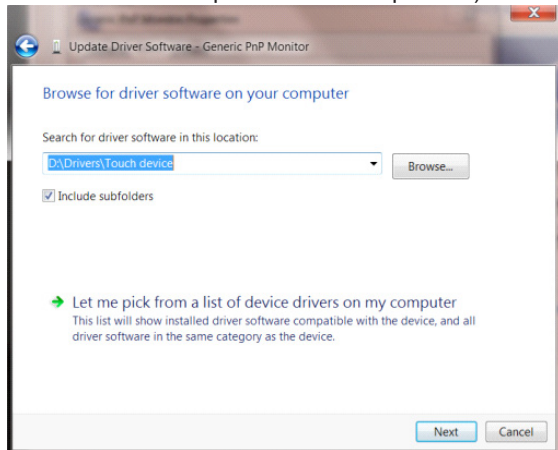 Update Driver Software - Generic PnP Monitor
Browse for driver software on your computer
Search for driver software in this location:
D:\Drivers\Touch device
Browse...
Include subfolders
Let me pick from a list of device drivers on my computer
This list will show installed driver software compatible with the device, and all
driver software in the same category as the device.
Next Cancel